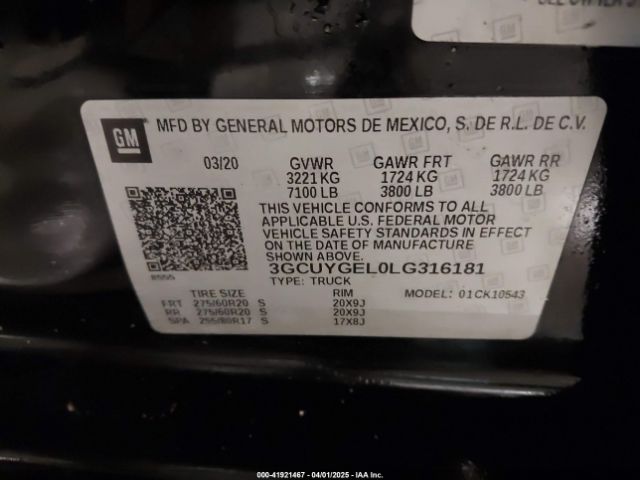 GM MFD BY GENERAL MOTORS DE MEXICO, S. DE R.L. DE C.V.
03/20 GVWR GAWR FRT GAWR RR
3221 KG 1724 KG 1724 KG
7100 LB 3800 LB 3800 LB
THIS VEHICLE CONFORMS TO ALL
APPLICABLE U.S. FEDERAL MOTOR
VEHICLE SAFETY STANDARDS IN EFFECT
ON THE DATE OF MANUFACTURE
SHOWN ABOVE.
3GCUYGEL0LG316181
8555 TYPE: TRUCK MODEL: 01CK10543
TIRE SIZE RIM
FRT 275/60R20 S 20X9J
RR 275/60R20 S 20X9J
SPA 255/80R17 S 17X8J
000-41921467 - 04/01/2025 - IAA Inc.